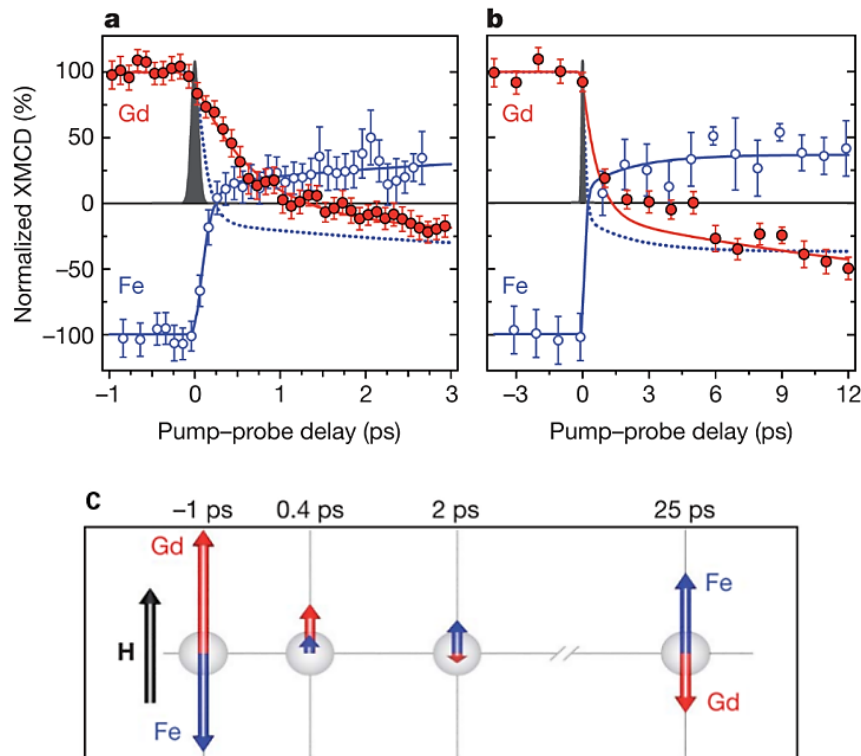 a
Normalized XMCD (%)
100
50
0
−50
−100
Gd
Fe
−1
0
1
2
3
Pump–probe delay (ps)
b
Gd
Fe
−3
0
3
6
9
12
Pump–probe delay (ps)
c
−1 ps
0.4 ps
2 ps
25 ps
Gd
Fe
H
Fe
Gd